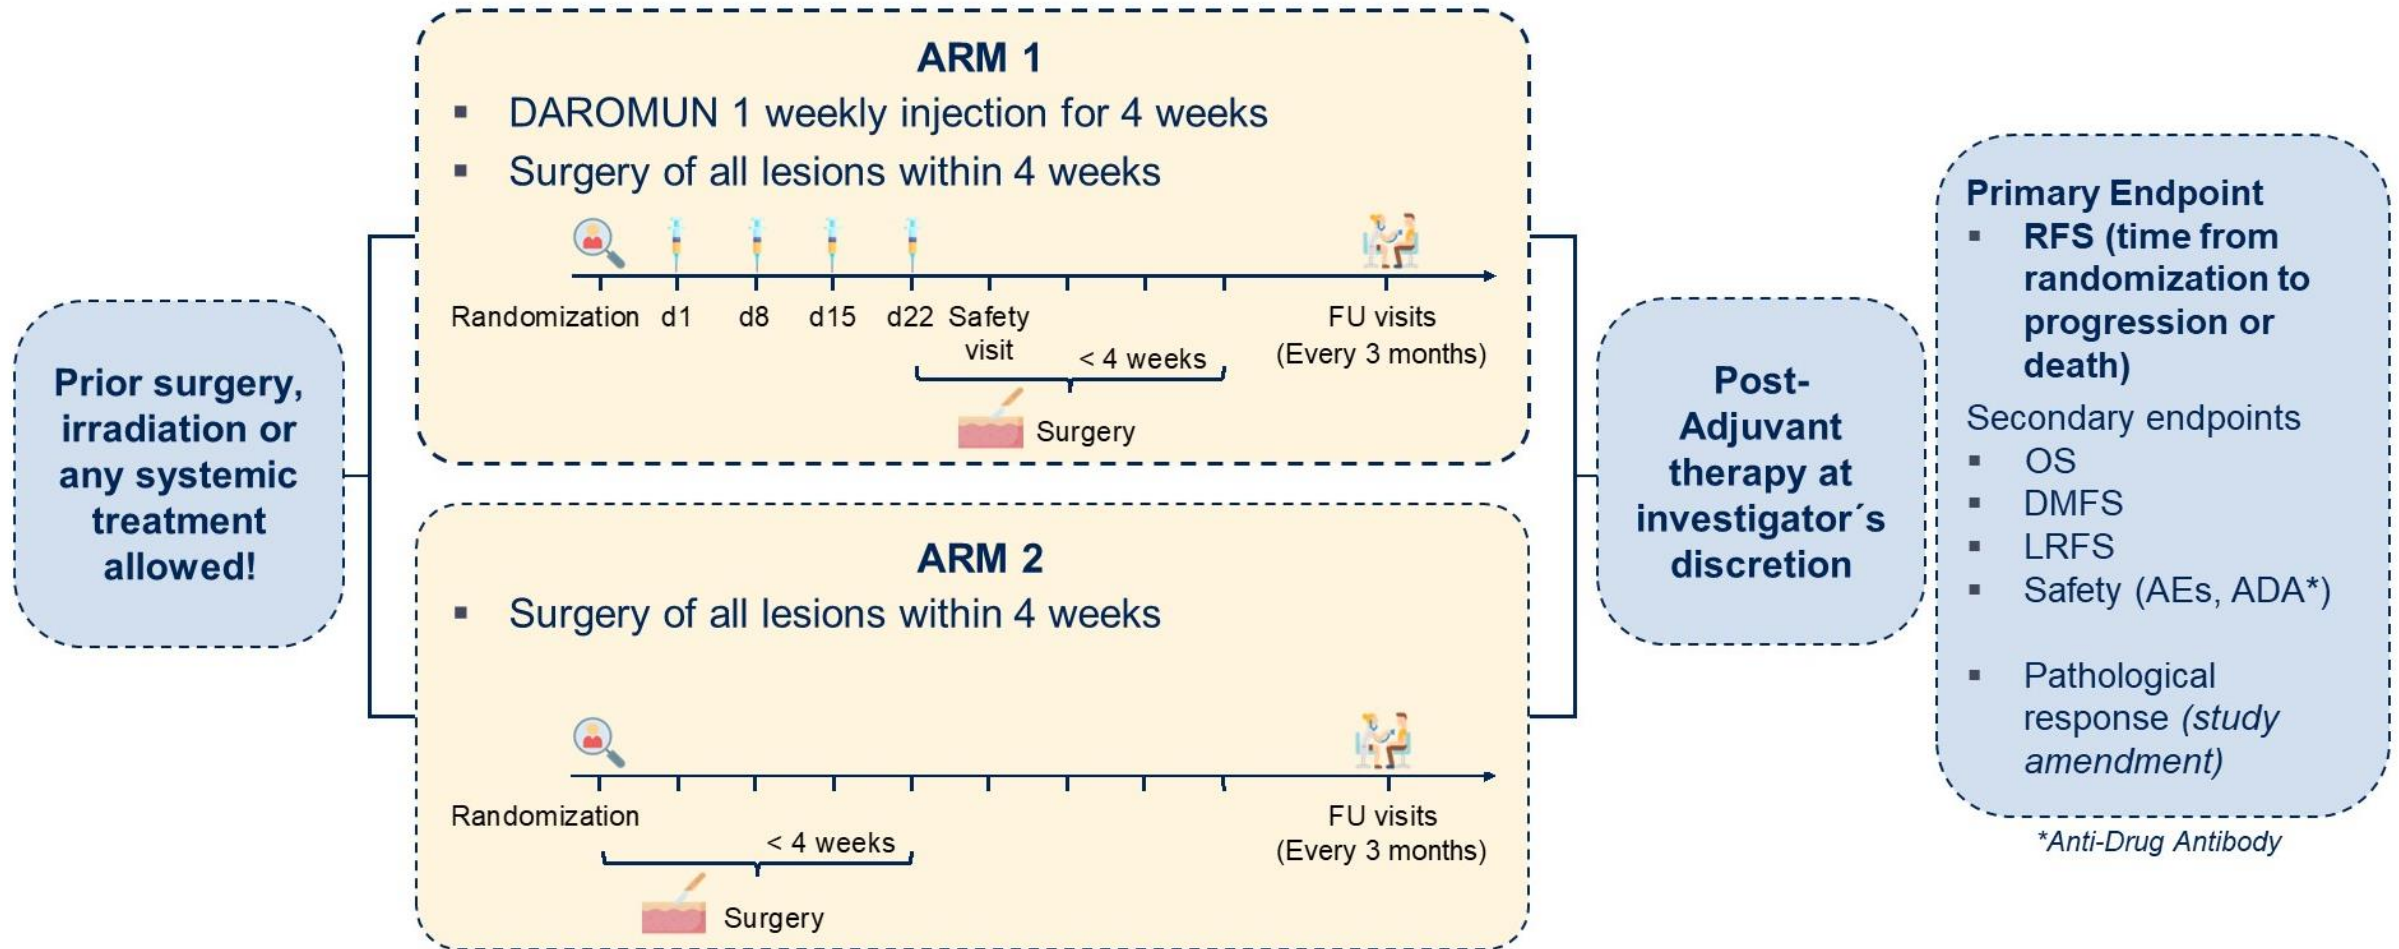 Prior surgery,
irradiation or
any systemic
treatment
allowed!
ARM 1
▪ DAROMUN 1 weekly injection for 4 weeks
▪ Surgery of all lesions within 4 weeks
Randomization d1 d8 d15 d22 Safety
visit
< 4 weeks
Surgery
FU visits
(Every 3 months)
ARM 2
▪ Surgery of all lesions within 4 weeks
Randomization
< 4 weeks
Surgery
FU visits
(Every 3 months)
Post-
Adjuvant
therapy at
investigator´s
discretion
Primary Endpoint
▪ RFS (time from
randomization to
progression or
death)
Secondary endpoints
▪ OS
▪ DMFS
▪ LRFS
▪ Safety (AEs, ADA*)
▪ Pathological
response (study
amendment)
*Anti-Drug Antibody